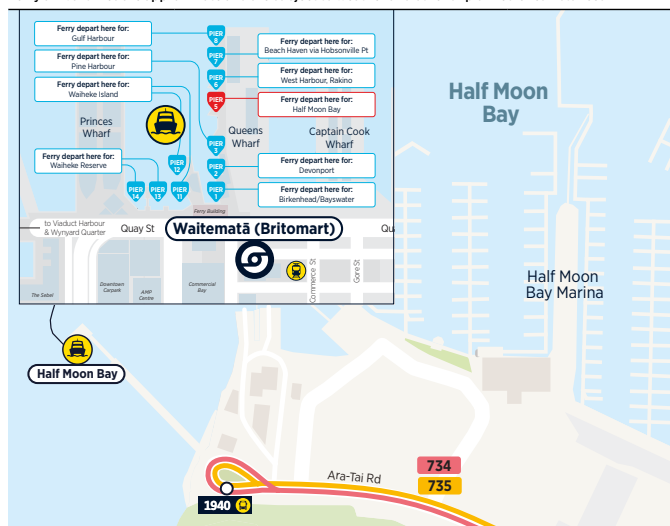 Ferry depart here for:
Gulf Harbour
PIER
8
Ferry depart here for:
Beach Haven via Hobsonville Pt
PIER
7
Ferry depart here for:
Pine Harbour
Ferry depart here for:
West Harbour, Rakino
PIER
6
Ferry depart here for:
Waiheke Island
Ferry depart here for:
Half Moon Bay
PIER
5
Princes
Wharf
Queens
Wharf
Captain Cook
Wharf
PIER
3
Ferry depart here for:
Waiheke Reserve
PIER
12
PIER
2
Ferry depart here for:
Devonport
PIER
14
PIER
13
PIER
11
PIER
1
Ferry depart here for:
Birkenhead/Bayswater
Ferry Building
to Viaduct Harbour
& Wynyard Quarter
Quay St
Waitematā (Britomart)
Qu
The Sebel
Downtown
Carpark
AMP
Centre
Commercial
Bay
Commerce St
Gore St
Half Moon
Bay
Half Moon
Bay Marina
Half Moon Bay
Ara-Tai Rd
734
735
1940